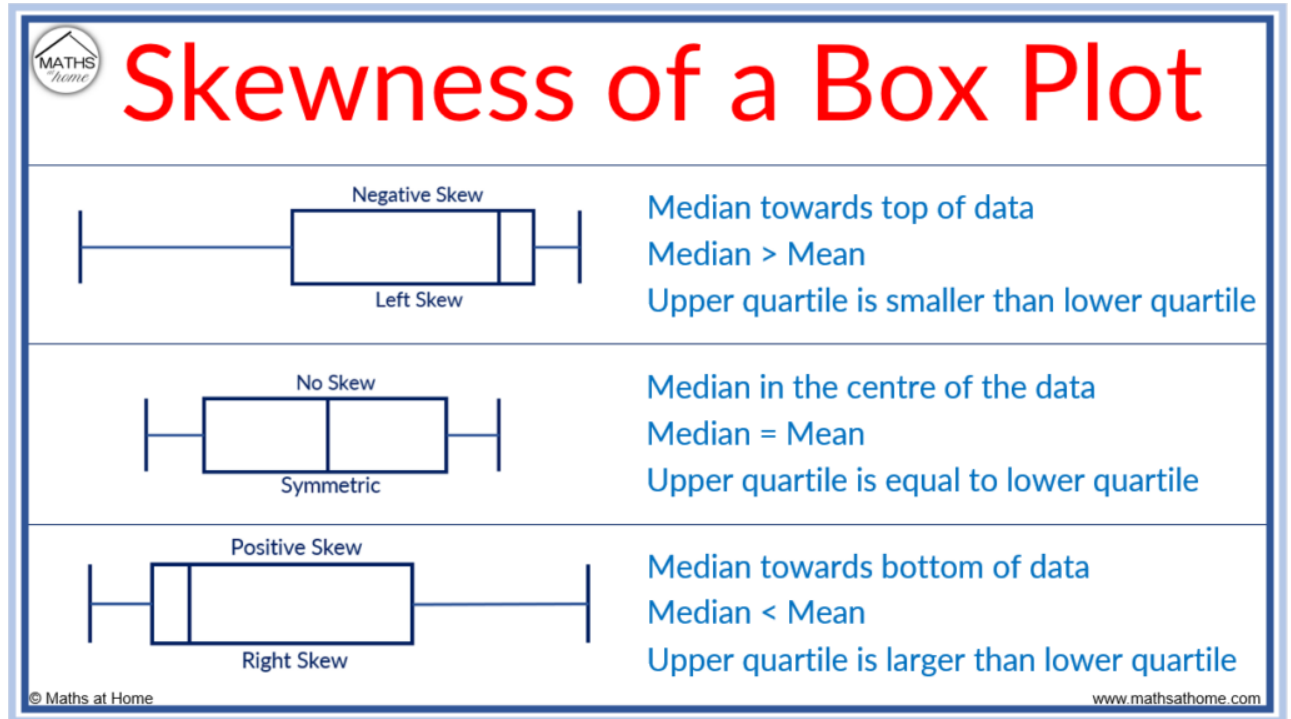 MATHS
at
home
Skewness of a Box Plot
Negative Skew
Left Skew
Median towards top of data
Median > Mean
Upper quartile is smaller than lower quartile
No Skew
Symmetric
Median in the centre of the data
Median = Mean
Upper quartile is equal to lower quartile
Positive Skew
Right Skew
Median towards bottom of data
Median < Mean
Upper quartile is larger than lower quartile
© Maths at Home
www.mathsathome.com